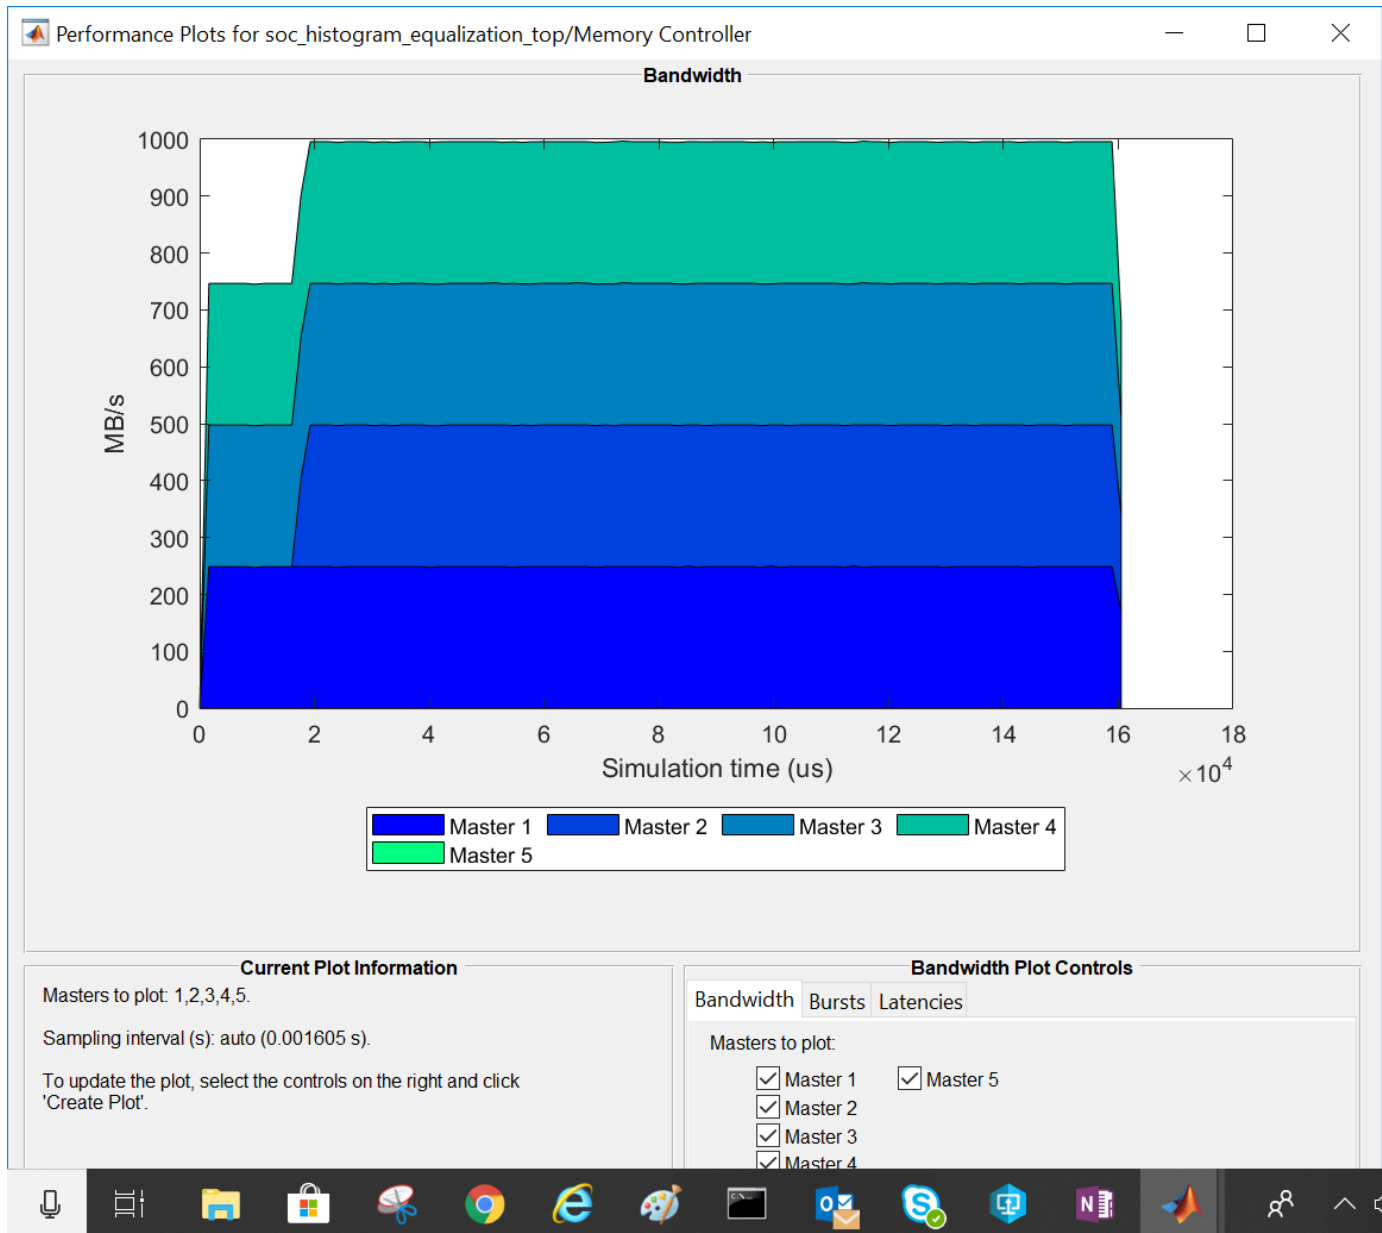 Performance Plots for soc_histogram_equalization_top/Memory Controller
Bandwidth
1000
900
800
700
600
500
400
300
200
100
0
MB/s
0 2 4 6 8 10 12 14 16 18
Simulation time (us)
×10^4
Master 1 Master 2 Master 3 Master 4
Master 5
Current Plot Information
Masters to plot: 1,2,3,4,5.
Sampling interval (s): auto (0.001605 s).
To update the plot, select the controls on the right and click
'Create Plot'.
Bandwidth Plot Controls
Bandwidth Bursts Latencies
Masters to plot:
Master 1 Master 5
Master 2
Master 3
Master 4